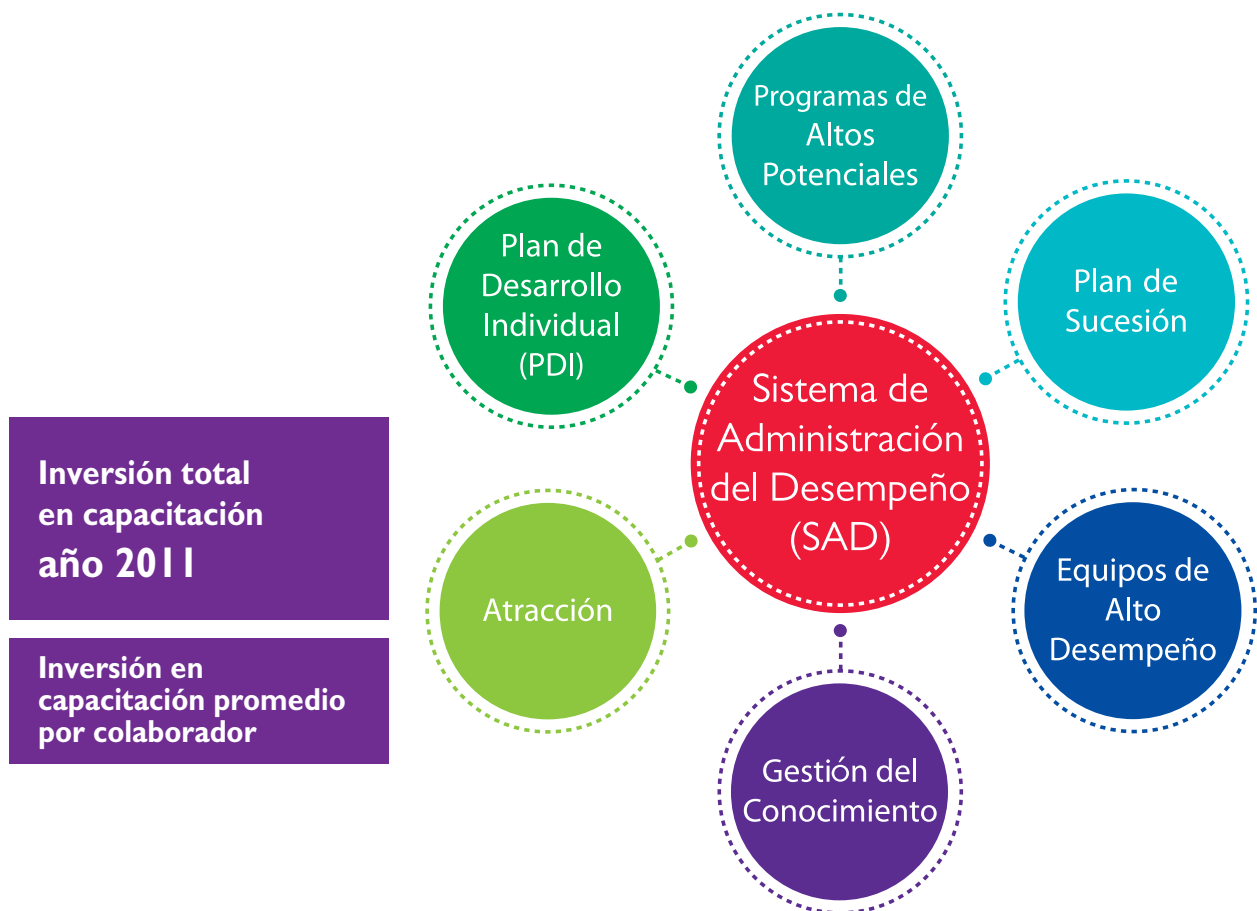 Programas de
Altos
Potenciales
Plan de
Desarrollo
Individual
(PDI)
Plan de
Sucesión
Sistema de
Administración
del Desempeño
(SAD)
Inversión total
en capacitación
año 2011
Atracción
Equipos de
Alto
Desempeño
Inversión en
capacitación promedio
por colaborador
Gestión del
Conocimiento